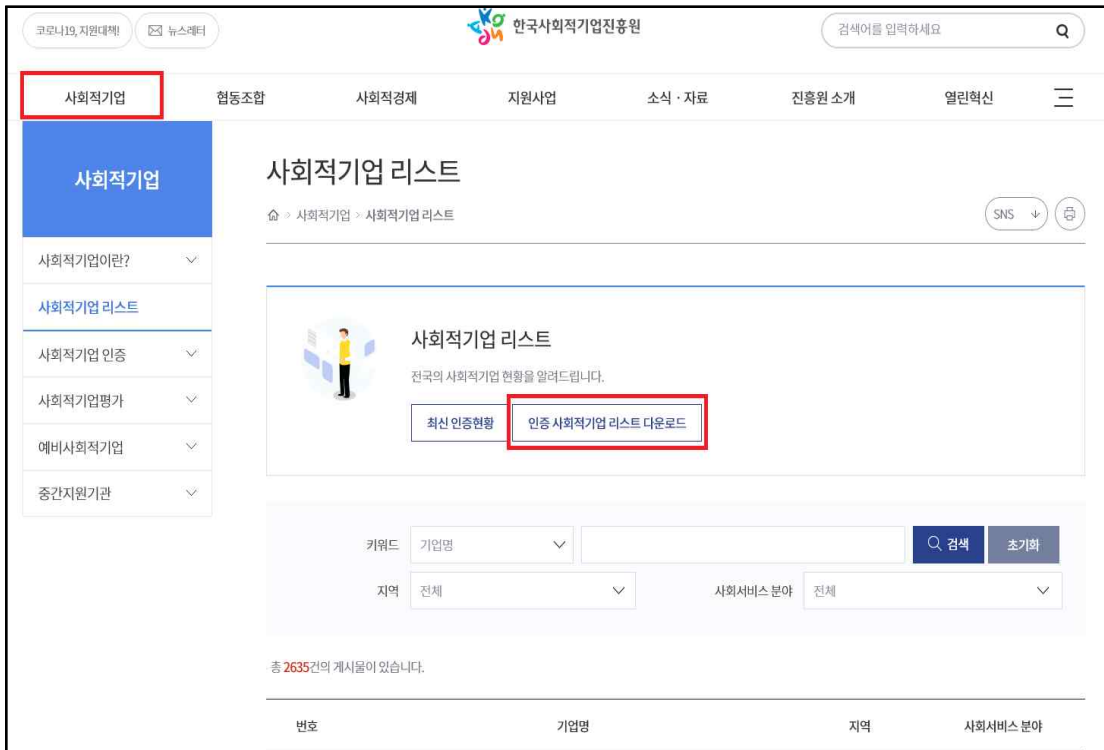 코로나19, 지원대책!
뉴스레터
한국사회적기업진흥원
검색어를 입력하세요
사회적기업 협동조합 사회적경제 지원사업 소식 · 자료 진흥원 소개 열린혁신
사회적기업
사회적기업이란?
사회적기업 리스트
사회적기업 인증
사회적기업평가
예비사회적기업
중간지원기관
사회적기업 리스트
사회적기업 > 사회적기업 리스트
SNS
사회적기업 리스트
전국의 사회적기업 현황을 알려드립니다.
최신 인증현황 인증 사회적기업 리스트 다운로드
키워드 기업명 검색 초기화
지역 전체 사회서비스 분야 전체
총 2635건의 게시물이 있습니다.
번호 기업명 지역 사회서비스 분야